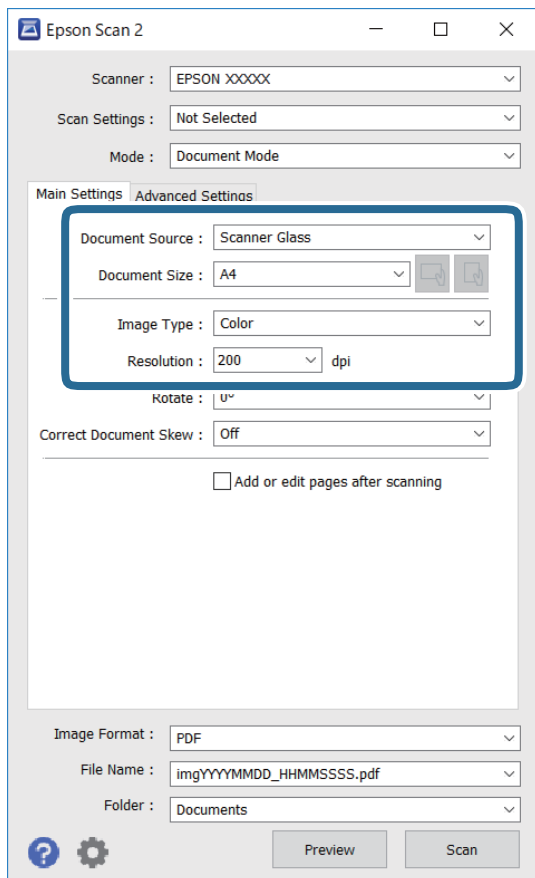 Epson Scan 2
Scanner : EPSON XXXXX
Scan Settings : Not Selected
Mode : Document Mode
Main Settings Advanced Settings
Document Source : Scanner Glass
Document Size : A4
Image Type : Color
Resolution : 200 dpi
Rotate : 0°
Correct Document Skew : Off
Add or edit pages after scanning
Image Format : PDF
File Name : imgYYYYMMDD_HHMMSSSS.pdf
Folder : Documents
? Preview Scan